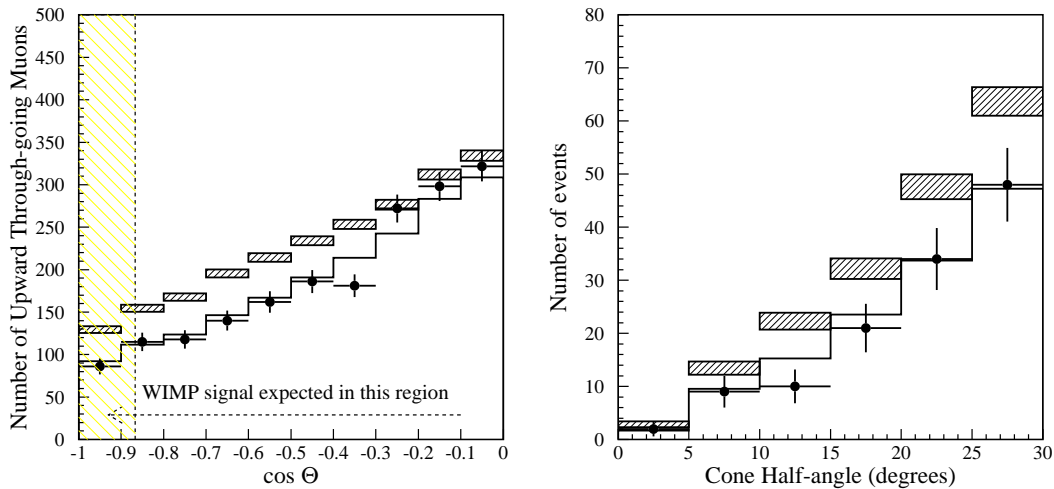 Number of Upward Through-going Muons
500
450
400
350
300
250
200
150
100
50
0
WIMP signal expected in this region
-1 -0.9 -0.8 -0.7 -0.6 -0.5 -0.4 -0.3 -0.2 -0.1 0
cos Θ
Number of events
80
70
60
50
40
30
20
10
0
0 5 10 15 20 25 30
Cone Half-angle (degrees)